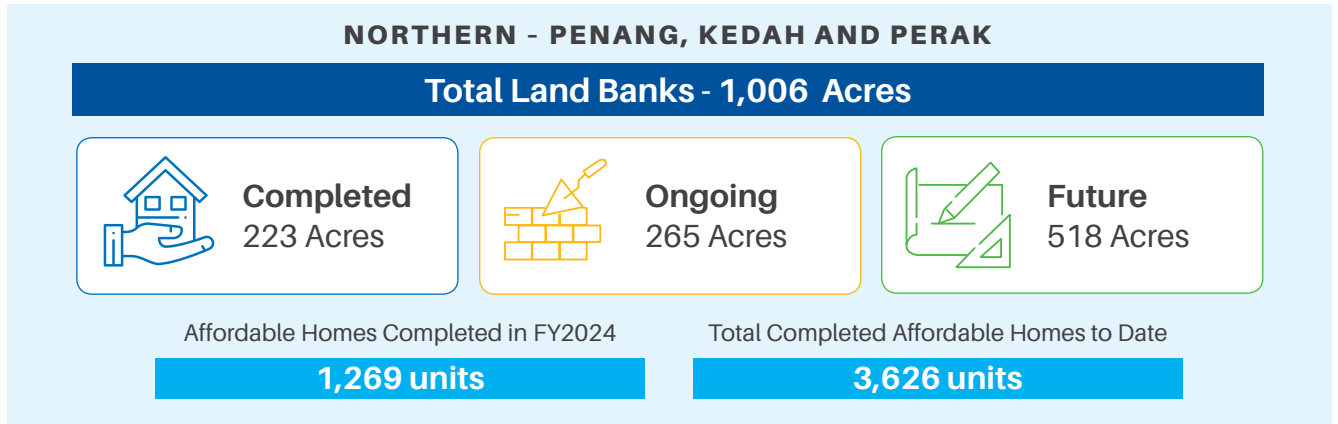 NORTHERN - PENANG, KEDAH AND PERAK
Total Land Banks - 1,006 Acres
Completed
223 Acres
Ongoing
265 Acres
Future
518 Acres
Affordable Homes Completed in FY2024
1,269 units
Total Completed Affordable Homes to Date
3,626 units